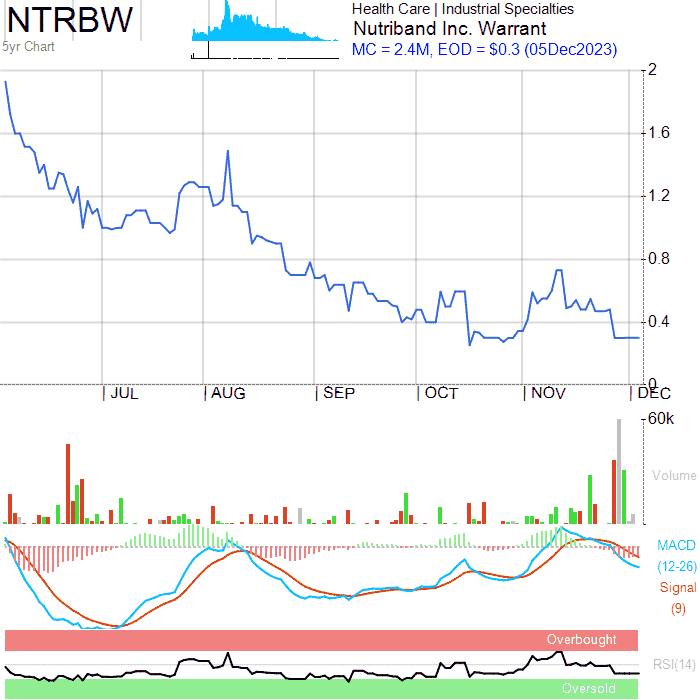 NTRBW
5yr Chart
Health Care | Industrial Specialties
Nutriband Inc. Warrant
MC = 2.4M, EOD = $0.3 (05Dec2023)
2
1.6
1.2
0.8
0.4
0
JUL AUG SEP OCT NOV DEC
60k
Volume
MACD
(12-26)
Signal
(9)
Overbought
RSI(14)
Oversold